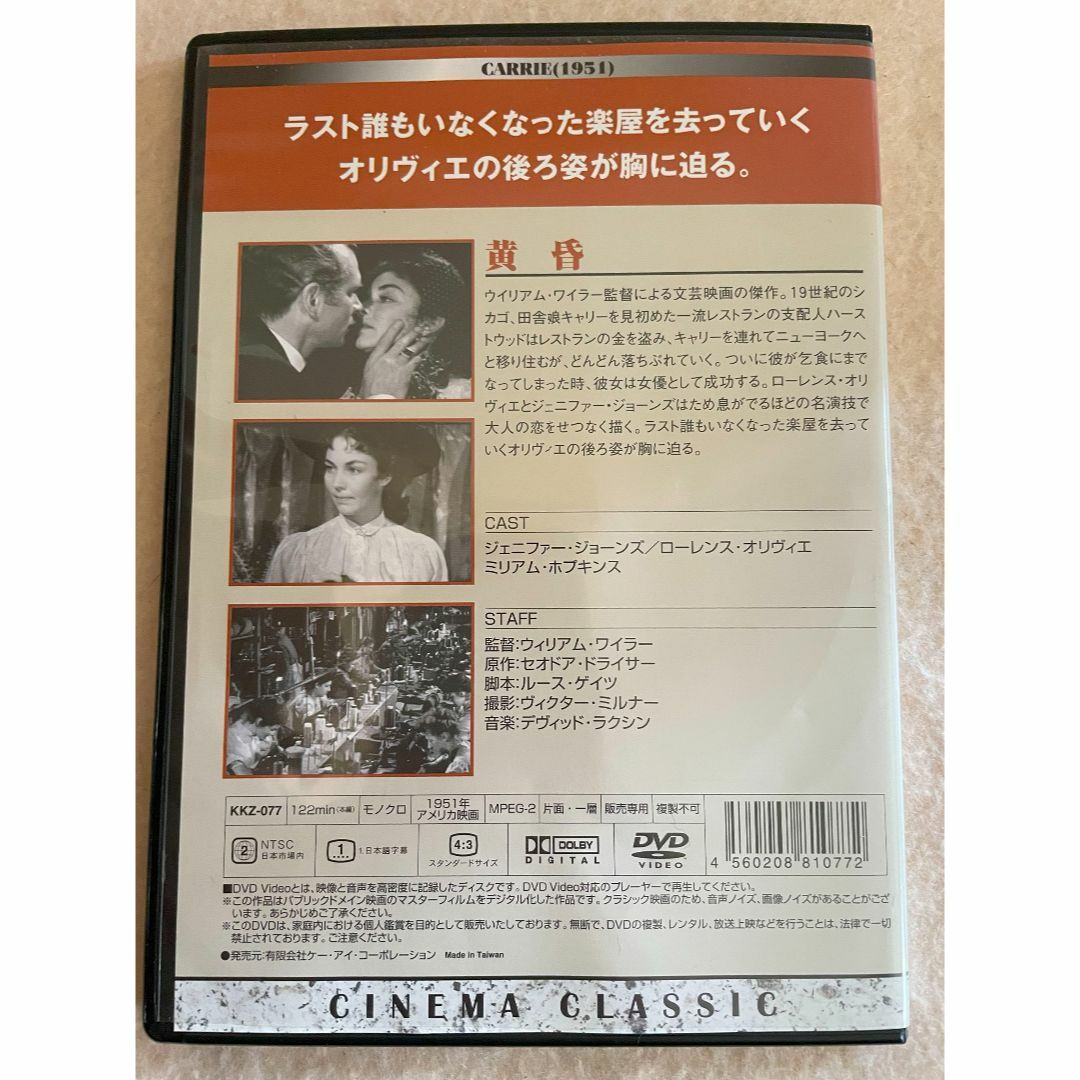 CARRIE(1951)
ラスト誰もいなくなった楽屋を去っていく
オリヴィエの後ろ姿が胸に迫る。
黄昏
ウイリアム・ワイラー監督による文芸映画の傑作。19世紀のシ
カゴ、田舎娘キャリーを見初めた一流レストランの支配人ハース
トウッドはレストランの金を盗み、キャリーを連れてニューヨークへ
と移り住むが、どんどん落ちぶれていく。ついに彼が乞食にまで
なってしまった時、彼女は女優として成功する。ローレンス・オリ
ヴィエとジェニファー・ジョーンズはため息がでるほどの名演技で
大人の恋をせつなく描く。ラスト誰もいなくなった楽屋を去って
いくオリヴィエの後ろ姿が胸に迫る。
CAST
ジェニファー・ジョーンズ／ローレンス・オリヴィエ
ミリアム・ホプキンス
STAFF
監督：ウィリアム・ワイラー
原作：セオドア・ドライサー
脚本：ルース・ゲイツ
撮影：ヴィクター・ミルナー
音楽：デヴィッド・ラクシン
KKZ-077 122min(本編) モノクロ 1951年 アメリカ映画 MPEG-2 片面・一層 販売専用 複製不可
2 NTSC 日本市場内 1 1.日本語字幕 4:3 スタンダードサイズ DOLBY DIGITAL DVD VIDEO
4 560208 810772
■DVD Videoとは、映像と音声を高密度に記録したディスクです。DVD Video対応のプレーヤーで再生してください。
※この作品はパブリックドメイン映画のマスターフィルムをデジタル化した作品です。クラシック映画のため、音声ノイズ、画像ノイズがあることがござ
います。あらかじめご了承ください。
※このDVDは、家庭内における個人鑑賞を目的として販売いたしております。無断で、DVDの複製、レンタル、放送上映などを行うことは、法律で一切
禁止されております。ご注意ください。
●発売元：有限会社ケー・アイ・コーポレーション Made in Taiwan
CINEMA CLASSIC